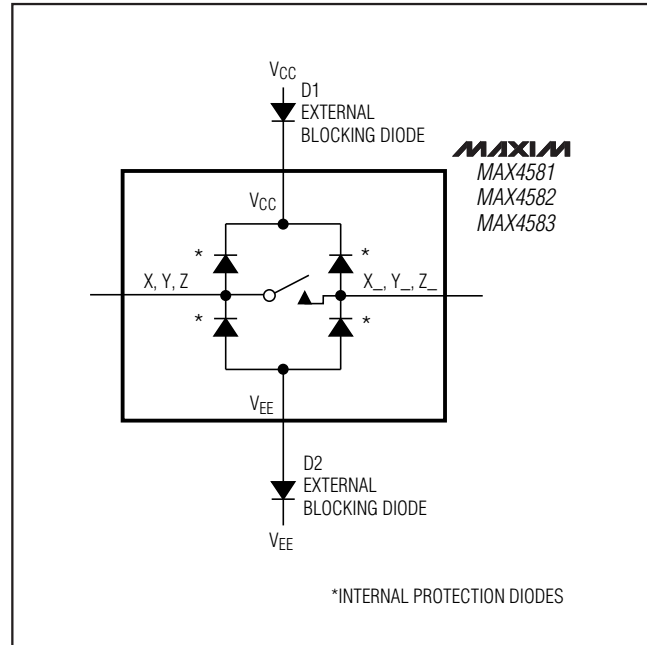 VCC
D1
EXTERNAL
BLOCKING DIODE
MAXIM
MAX4581
MAX4582
MAX4583
VCC
* *
X, Y, Z
X_, Y_, Z_
* *
VEE
D2
EXTERNAL
BLOCKING DIODE
VEE
*INTERNAL PROTECTION DIODES